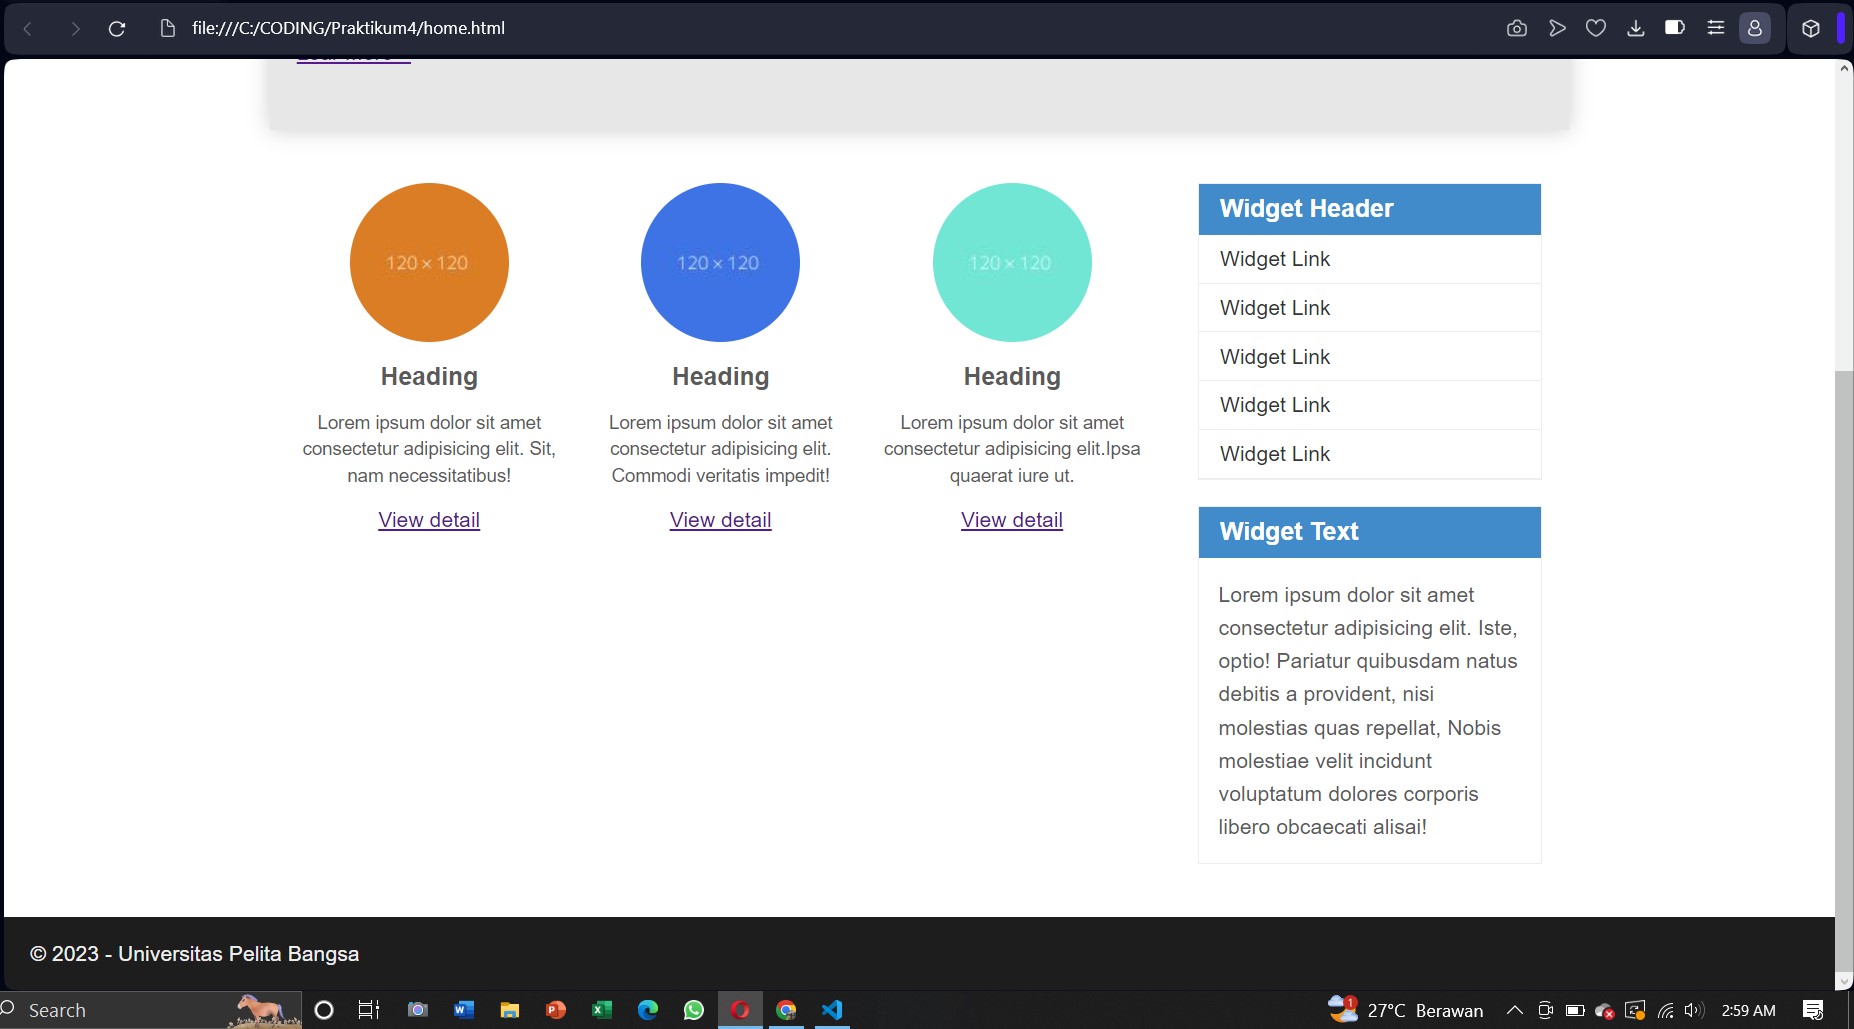 file:///C:/CODING/Praktikum4/home.html
120 × 120
120 × 120
120 × 120
Heading
Heading
Heading
Lorem ipsum dolor sit amet
consectetur adipisicing elit. Sit,
nam necessitatibus!
Lorem ipsum dolor sit amet
consectetur adipisicing elit.
Commodi veritatis impedit!
Lorem ipsum dolor sit amet
consectetur adipisicing elit.Ipsa
quaerat iure ut.
View detail
View detail
View detail
Widget Header
Widget Link
Widget Link
Widget Link
Widget Link
Widget Link
Widget Text
Lorem ipsum dolor sit amet
consectetur adipisicing elit. Iste,
optio! Pariatur quibusdam natus
debitis a provident, nisi
molestias quas repellat, Nobis
molestiae velit incidunt
voluptatum dolores corporis
libero obcaecati alisai!
© 2023 - Universitas Pelita Bangsa
Search
1
27°C Berawan
2:59 AM